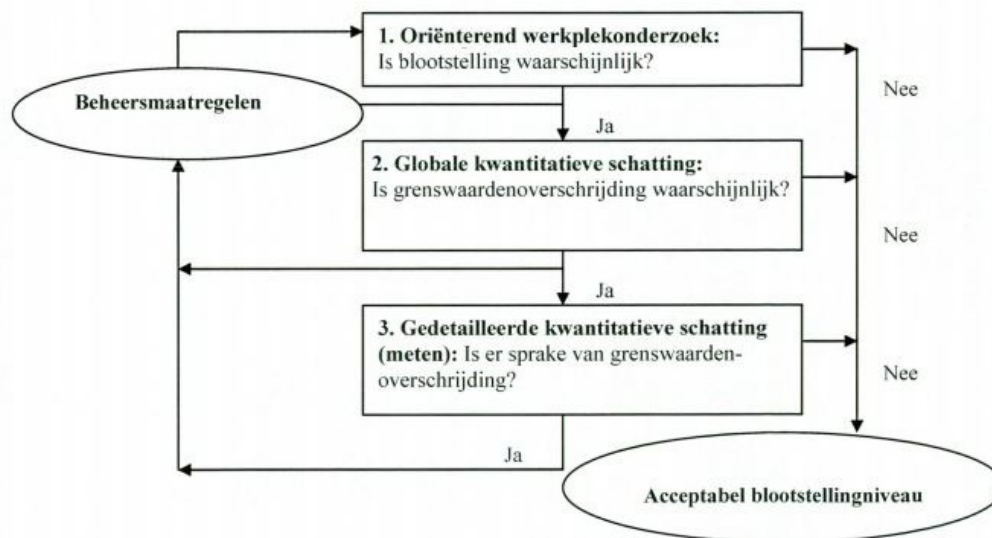 1. Oriënterend werkplekonderzoek:
Is blootstelling waarschijnlijk?
Beheersmaatregelen
Nee
Ja
2. Globale kwantitatieve schatting:
Is grenswaardenoverschrijding waarschijnlijk?
Nee
Ja
3. Gedetailleerde kwantitatieve schatting
(meten): Is er sprake van grenswaarden-
overschrijding?
Nee
Ja
Acceptabel blootstellingniveau